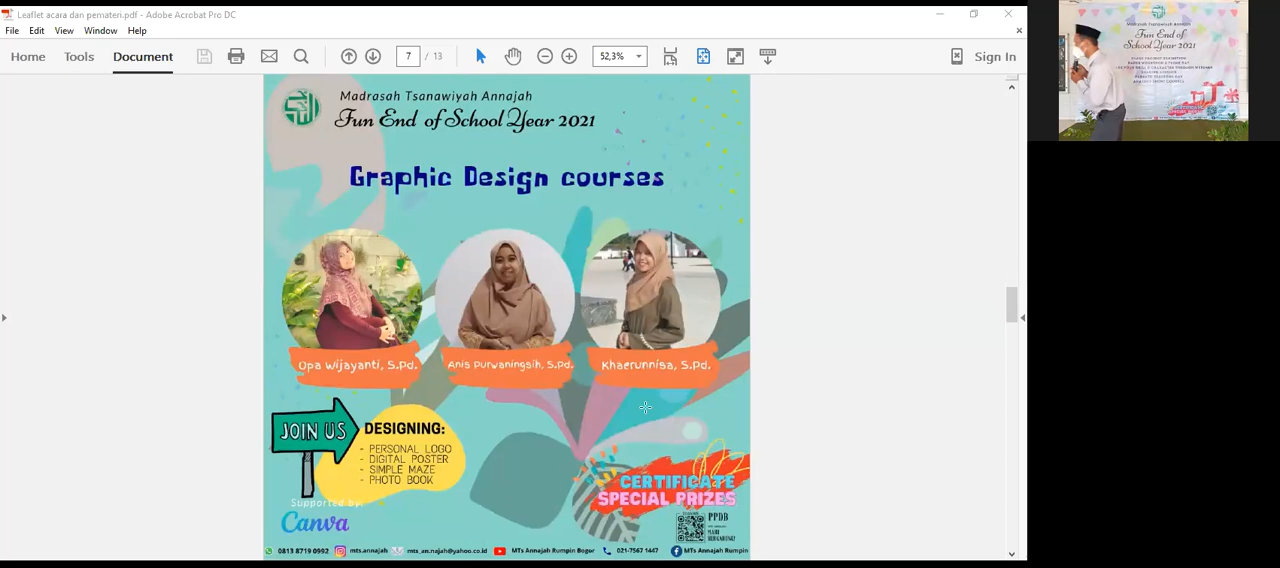 Leaflet acara dan pemateri.pdf - Adobe Acrobat Pro DC
File Edit View Window Help
Home Tools Document
7 / 13
52,3%
Sign In
Madrasah Tsanawiyah Annajah
Fun End of School Year 2021
Graphic Design courses
Opa Wijayanti, S.Pd.
Anis Purwaningsih, S.Pd.
Khaerunnisa, S.Pd.
JOIN US
DESIGNING:
- PERSONAL LOGO
- DIGITAL POSTER
- SIMPLE MAZE
- PHOTO BOOK
Supported by:
Canva
CERTIFICATE
SPECIAL PRIZES
PPDB
0813 8719 0992 mts.annajah mts_an.najah@yahoo.co.id MTs Annajah Rumpin Bogor 021-7567 1447 MTs Annajah Rumpin
Madrasah Tsanawiyah Annajah
Fun End of
School Year 2021